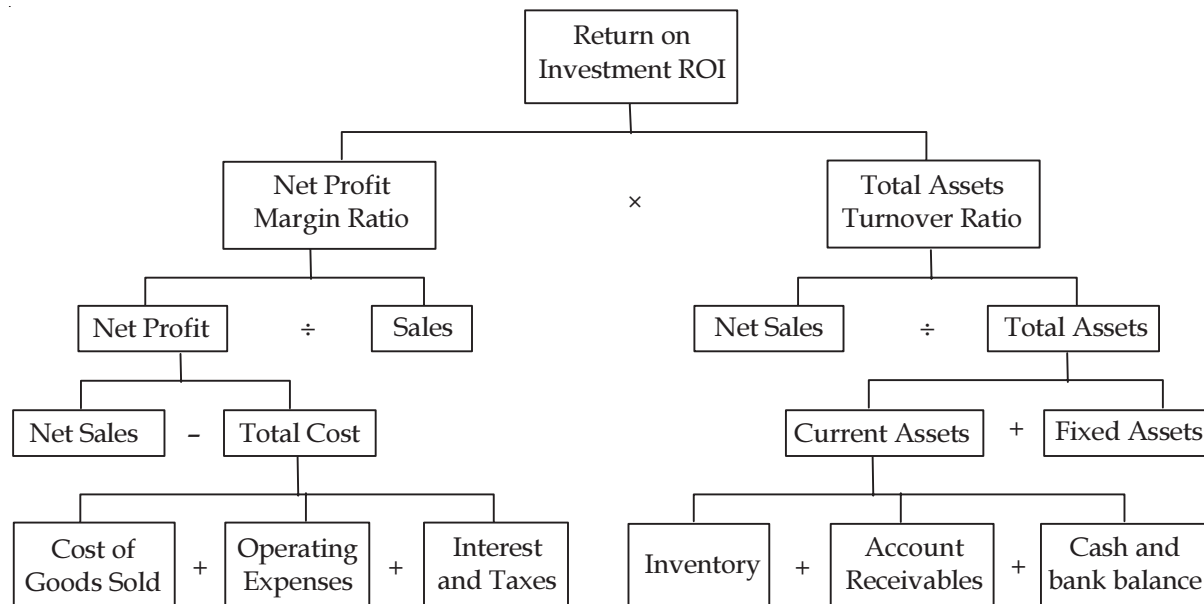 Return on
Investment ROI
Net Profit
Margin Ratio
×
Total Assets
Turnover Ratio
Net Profit
÷
Sales
Net Sales
÷
Total Assets
Net Sales
–
Total Cost
Current Assets
+
Fixed Assets
Cost of
Goods Sold
+
Operating
Expenses
+
Interest
and Taxes
Inventory
+
Account
Receivables
+
Cash and
bank balance